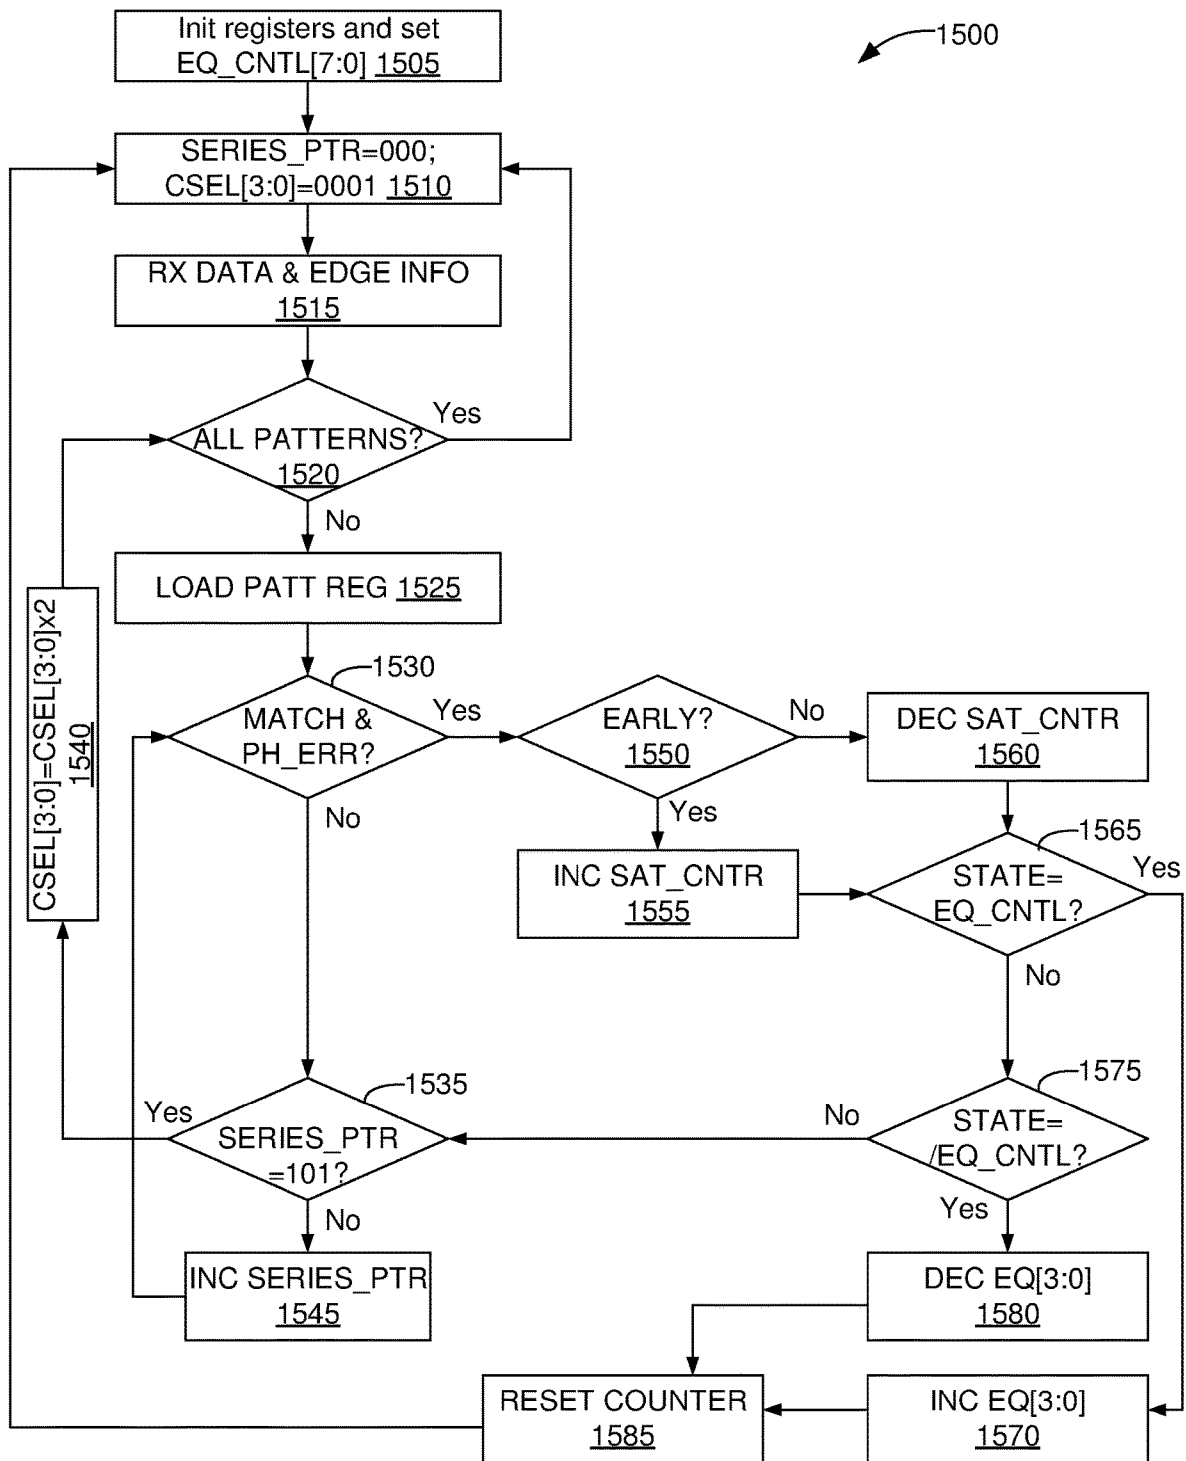 Init registers and set
EQ_CNTL[7:0] 1505
1500
SERIES_PTR=000;
CSEL[3:0]=0001 1510
RX DATA & EDGE INFO
1515
Yes
ALL PATTERNS?
1520
No
LOAD PATT REG 1525
CSEL[3:0]=CSEL[3:0]x2
1540
1530
MATCH &
PH_ERR?
Yes
No
EARLY?
1550
No
Yes
DEC SAT_CNTR
1560
INC SAT_CNTR
1555
1565
STATE=
EQ_CNTL?
Yes
No
1535
Yes
SERIES_PTR
=101?
No
1575
No
STATE=
/EQ_CNTL?
Yes
INC SERIES_PTR
1545
DEC EQ[3:0]
1580
RESET COUNTER
1585
INC EQ[3:0]
1570